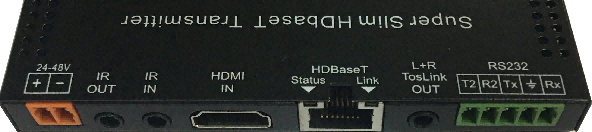 Super Slim HDbaseT Transmitter
24-48V
+ −
IR
OUT
IR
IN
HDMI
IN
HDBaseT
Status Link
L+R
TosLink
OUT
RS232
T2 R2 Tx ⏚ Rx